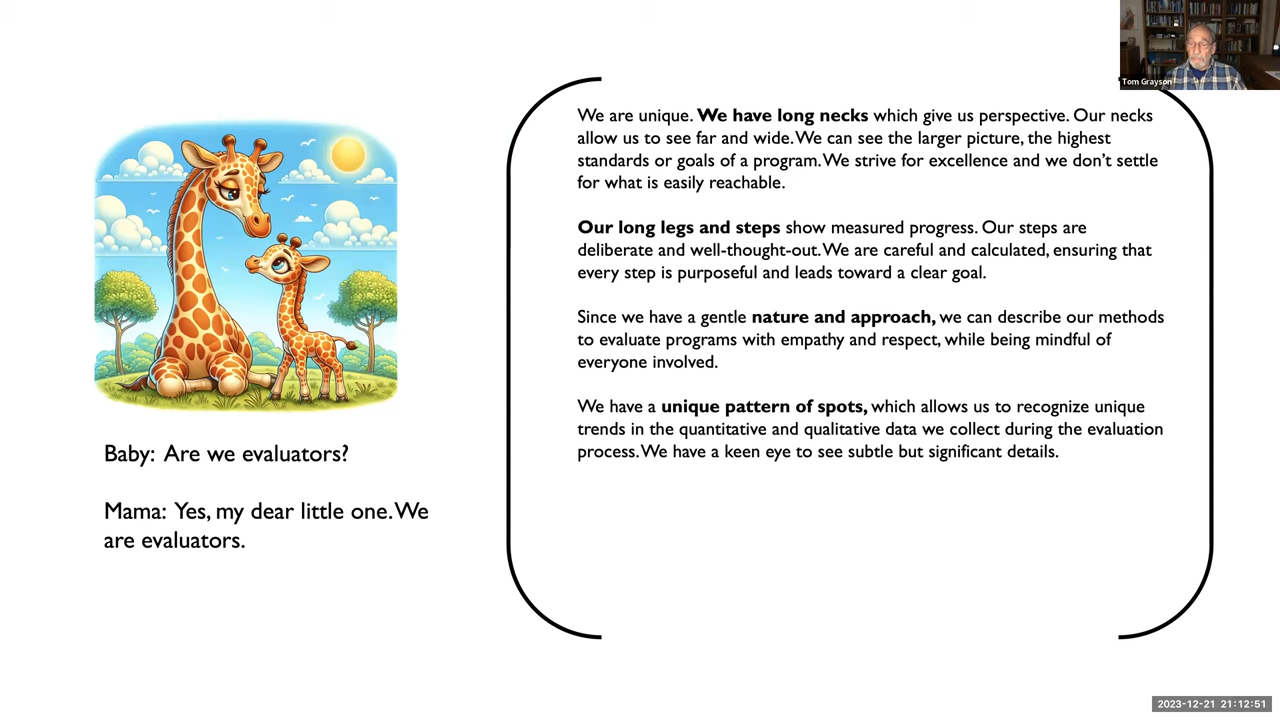 Tom Grayson
We are unique. We have long necks which give us perspective. Our necks
allow us to see far and wide. We can see the larger picture, the highest
standards or goals of a program. We strive for excellence and we don’t settle
for what is easily reachable.
Our long legs and steps show measured progress. Our steps are
deliberate and well-thought-out. We are careful and calculated, ensuring that
every step is purposeful and leads toward a clear goal.
Since we have a gentle nature and approach, we can describe our methods
to evaluate programs with empathy and respect, while being mindful of
everyone involved.
We have a unique pattern of spots, which allows us to recognize unique
trends in the quantitative and qualitative data we collect during the evaluation
process. We have a keen eye to see subtle but significant details.
Baby: Are we evaluators?
Mama: Yes, my dear little one. We
are evaluators.
2023-12-21 21:12:51